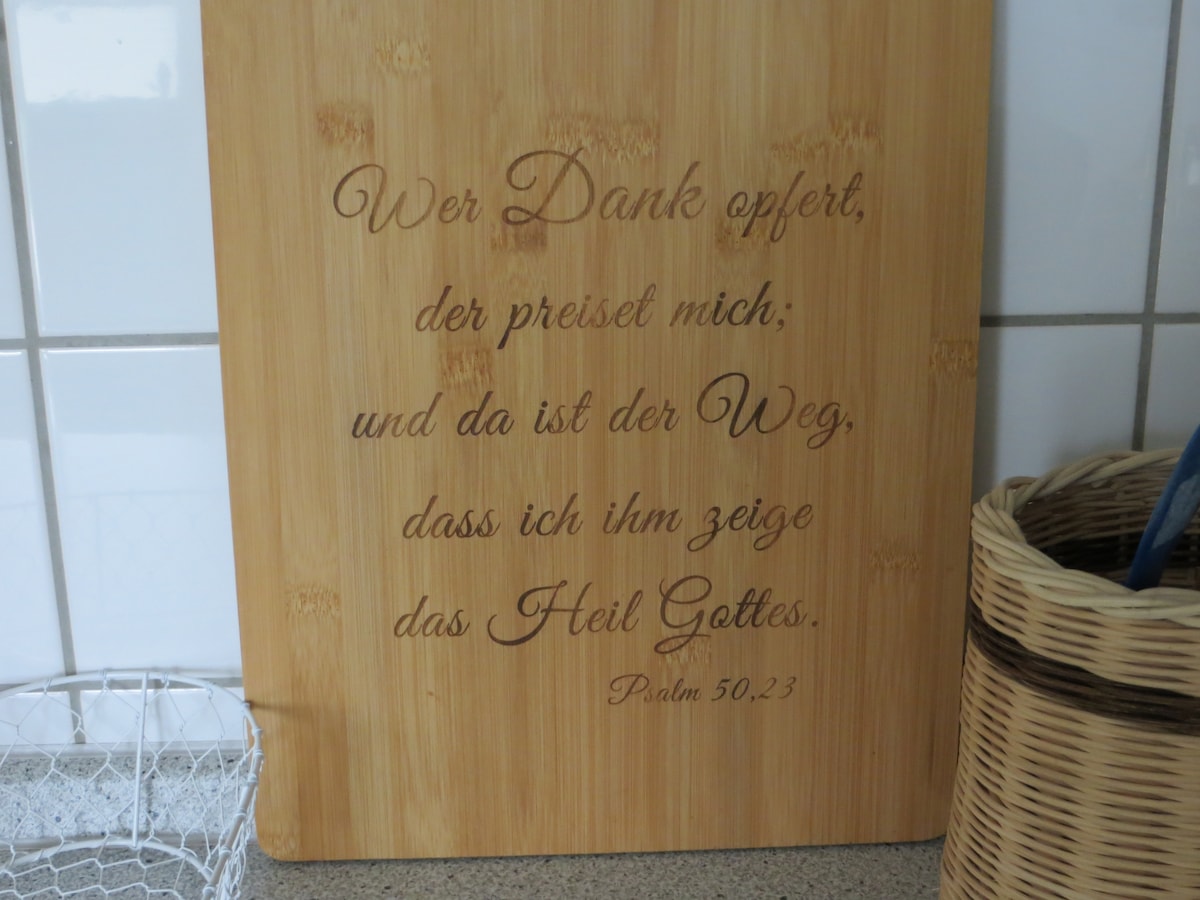 Wer Dank opfert,
der preiset mich;
und da ist der Weg,
dass ich ihm zeige
das Heil Gottes.
Psalm 50,23